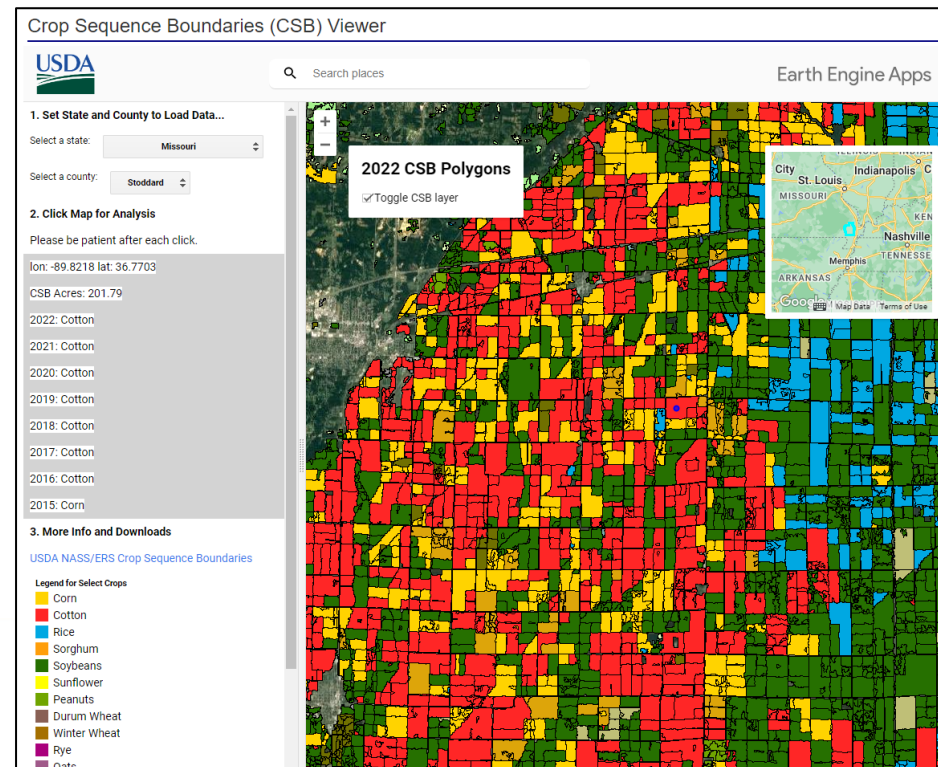 Crop Sequence Boundaries (CSB) Viewer
USDA
Search places
Earth Engine Apps
1. Set State and County to Load Data...
Select a state:
Missouri
Select a county:
Stoddard
2. Click Map for Analysis
Please be patient after each click.
lon: -89.8218 lat: 36.7703
CSB Acres: 201.79
2022: Cotton
2021: Cotton
2020: Cotton
2019: Cotton
2018: Cotton
2017: Cotton
2016: Cotton
2015: Corn
3. More Info and Downloads
USDA NASS/ERS Crop Sequence Boundaries
Legend for Select Crops
Corn
Cotton
Rice
Sorghum
Soybeans
Sunflower
Peanuts
Durum Wheat
Winter Wheat
Rye
Oats
+
−
2022 CSB Polygons
Toggle CSB layer
City
Indianapolis
St. Louis
MISSOURI
KEN
Nashville
TENNESSE
Memphis
ARKANSAS
Google
Map Data
Terms of Use